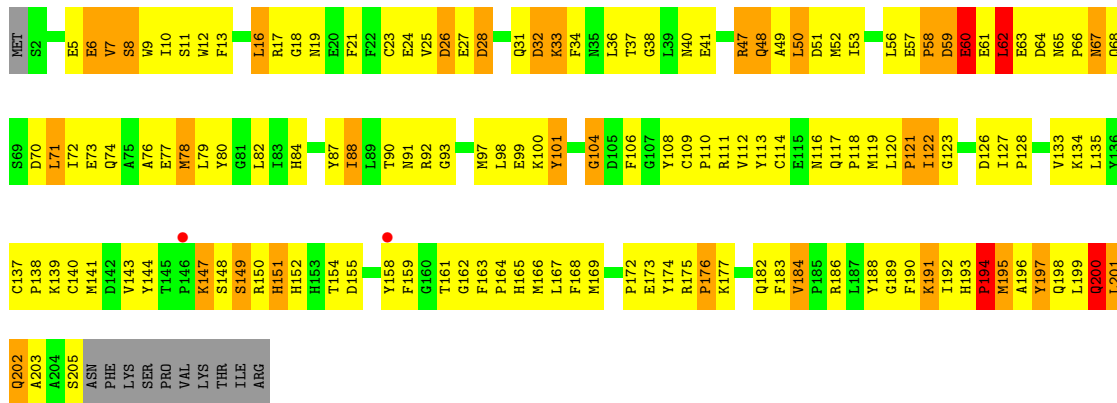 MET S2 E5 E6 V7 S8 W9 I10 S11 W12 F13 L16 R17 G18 N19 E20 F21 F22 C23 E24 V25 D26 E27 D28 Q31 D32 K33 F34 N35 L36 T37 G38 L39 N40 E41 R47 Q48 A49 L50 D51 M52 I53 L56 E57 P58 D59 E60 E61 L62 E63 D64 N65 P66 N67 Q68
S69 D70 L71 I72 E73 Q74 A75 A76 E77 M78 L79 Y80 G81 L82 I83 H84 Y87 I88 L89 T90 N91 R92 G93 M97 L98 E99 K100 Y101 G104 D105 F106 G107 Y108 C109 P110 R111 V112 Y113 C114 E115 N116 Q117 P118 M119 L120 P121 I122 G123 D126 I127 P128 V133 K134 L135 Y136
C137 P138 K139 C140 M141 D142 V143 Y144 T145 P146 K147 S148 S149 R150 H151 H152 H153 T154 D155 Y158 F159 G160 T161 G162 F163 P164 H165 M166 L167 F168 M169 P172 E173 Y174 R175 P176 K177 Q182 F183 V184 P185 R186 L187 Y188 G189 F190 K191 I192 H193 P194 M195 A196 Y197 Q198 L199 Q200 L201
Q202 A203 A204 S205 ASN PHE LYS SER PRO VAL LYS THR ILE ARG